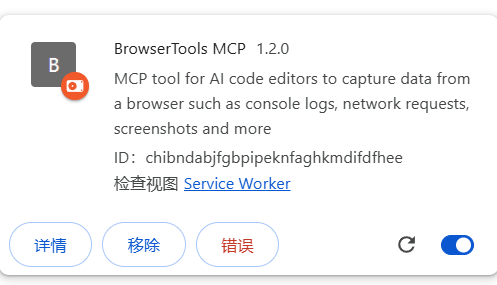 B
BrowserTools MCP 1.2.0
MCP tool for AI code editors to capture data from
a browser such as console logs, network requests,
screenshots and more
ID：chibndabjfgbpipeknfaghkmdifdfhee
检查视图 Service Worker
详情 移除 错误